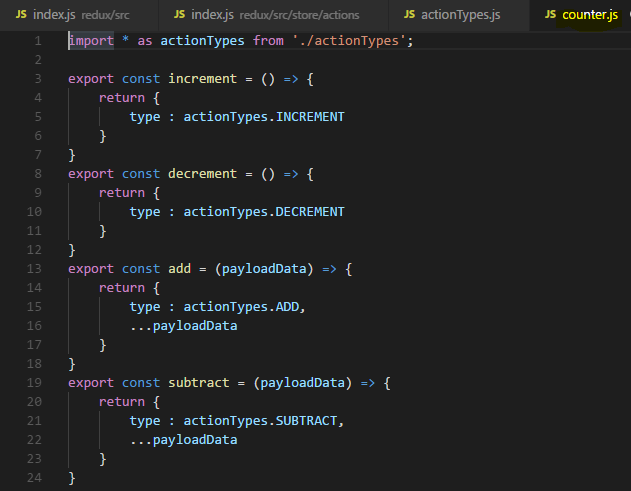 JS index.js redux/src JS index.js redux/src/store/actions JS actionTypes.js JS counter.js
1 import * as actionTypes from './actionTypes';
2
3 export const increment = () => {
4 return {
5 type : actionTypes.INCREMENT
6 }
7 }
8 export const decrement = () => {
9 return {
10 type : actionTypes.DECREMENT
11 }
12 }
13 export const add = (payloadData) => {
14 return {
15 type : actionTypes.ADD,
16 ...payloadData
17 }
18 }
19 export const subtract = (payloadData) => {
20 return {
21 type : actionTypes.SUBTRACT,
22 ...payloadData
23 }
24 }